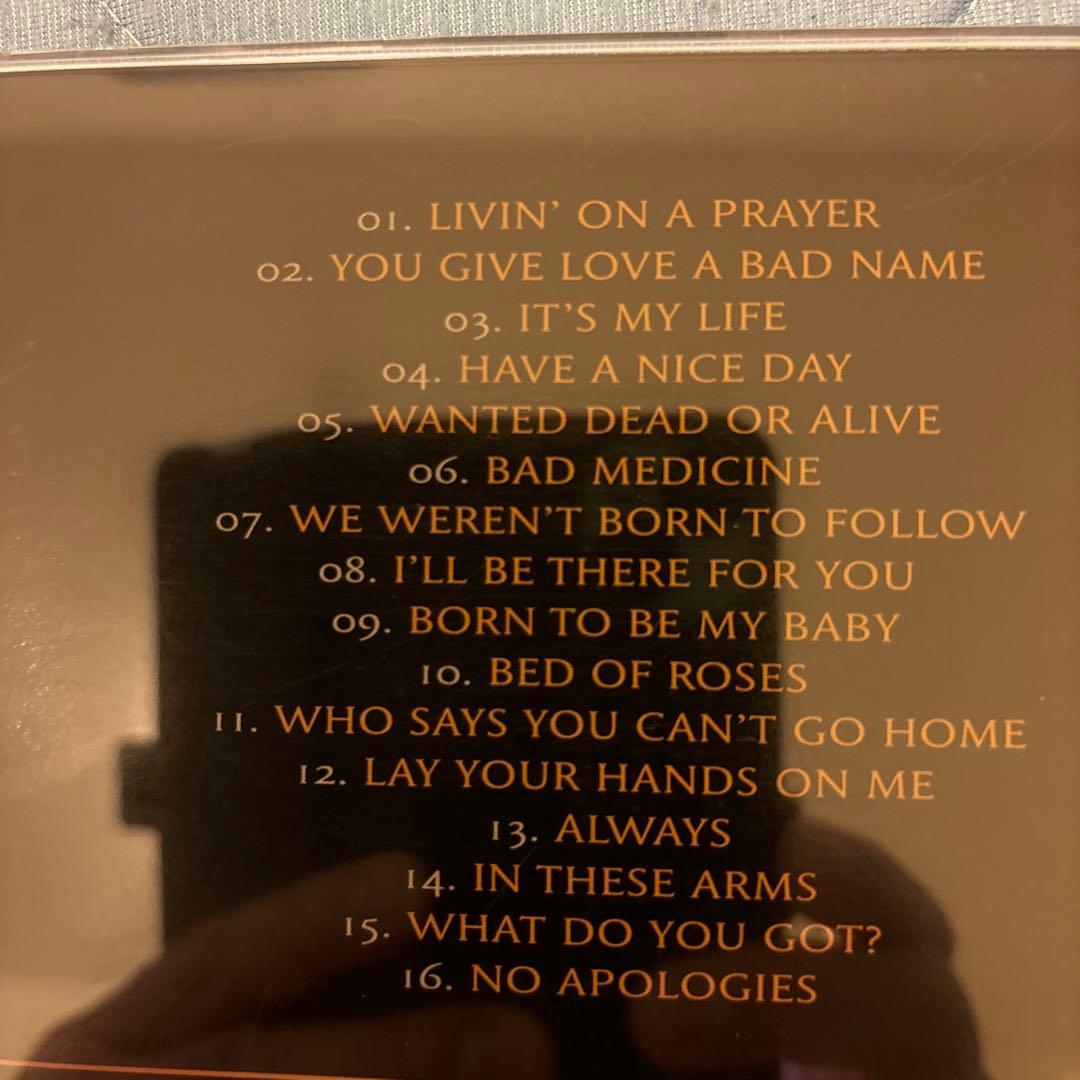 01. LIVIN' ON A PRAYER
02. YOU GIVE LOVE A BAD NAME
03. IT'S MY LIFE
04. HAVE A NICE DAY
05. WANTED DEAD OR ALIVE
06. BAD MEDICINE
07. WE WEREN'T BORN TO FOLLOW
08. I'LL BE THERE FOR YOU
09. BORN TO BE MY BABY
10. BED OF ROSES
11. WHO SAYS YOU CAN'T GO HOME
12. LAY YOUR HANDS ON ME
13. ALWAYS
14. IN THESE ARMS
15. WHAT DO YOU GOT?
16. NO APOLOGIES